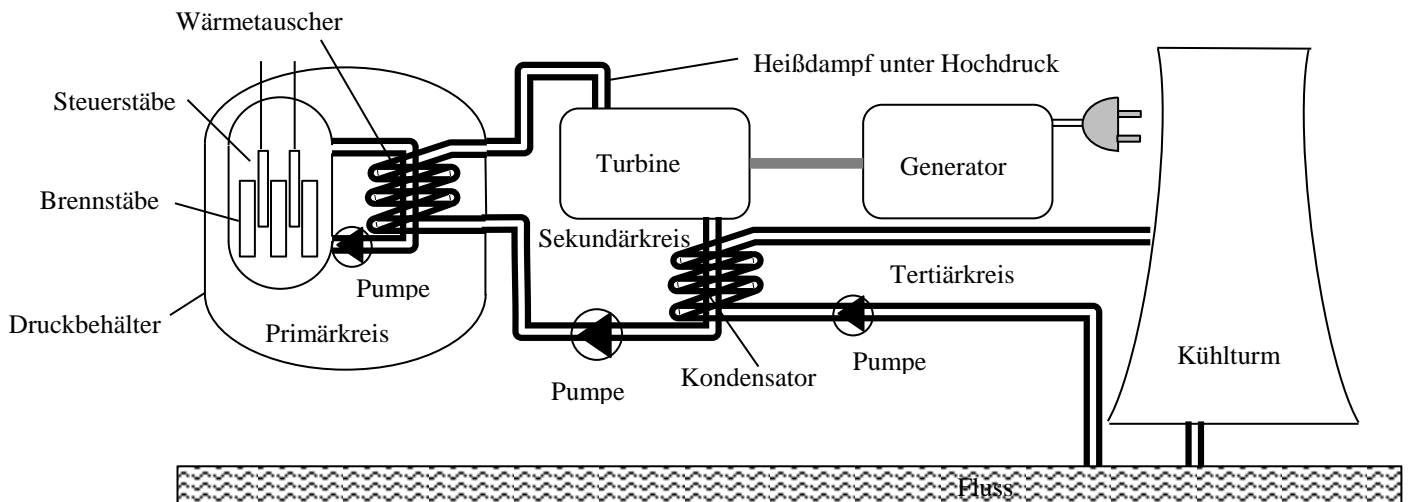 Wärmetauscher
Heißdampf unter Hochdruck
Steuerstäbe
Turbine
Generator
Brennstäbe
Sekundärkreis
Tertiärkreis
Pumpe
Druckbehälter
Primärkreis
Kühlturm
Pumpe
Kondensator
Pumpe
Fluss